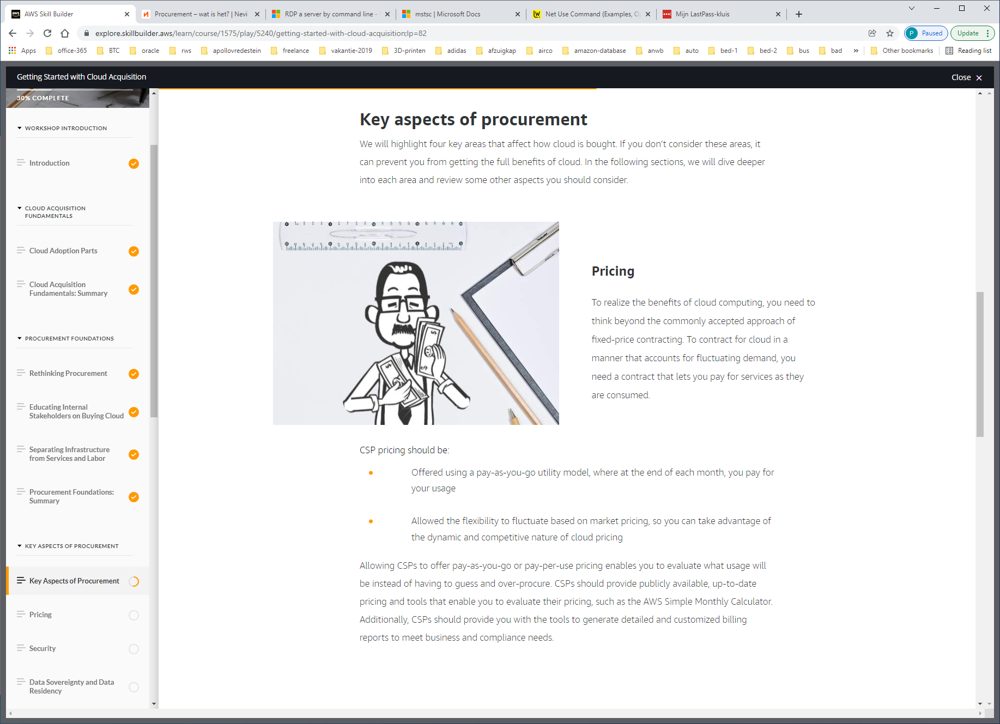 AWS Skill Builder
Procurement – wat is het? | Nevi
RDP a server by command line -
mstsc | Microsoft Docs
Net Use Command (Examples, O
Mijn LastPass-kluis
explore.skillbuilder.aws/learn/course/1575/play/5240/getting-started-with-cloud-acquisition;lp=82
P Paused
Update
Apps office-365 BTC oracle rws apollovredestein freelance vakantie-2019 3D-printen adidas afzuigkap airco amazon-database anwb auto bed-1 bed-2 bus bad » Other bookmarks Reading list
Getting Started with Cloud Acquisition
Close
30% COMPLETE
WORKSHOP INTRODUCTION
Introduction
CLOUD ACQUISITION
FUNDAMENTALS
Cloud Adoption Parts
Cloud Acquisition
Fundamentals: Summary
PROCUREMENT FOUNDATIONS
Rethinking Procurement
Educating Internal
Stakeholders on Buying Cloud
Separating Infrastructure
from Services and Labor
Procurement Foundations:
Summary
KEY ASPECTS OF PROCUREMENT
Key Aspects of Procurement
Pricing
Security
Data Sovereignty and Data
Residency
Key aspects of procurement
We will highlight four key areas that affect how cloud is bought. If you don't consider these areas, it
can prevent you from getting the full benefits of cloud. In the following sections, we will dive deeper
into each area and review some other aspects you should consider.
Pricing
To realize the benefits of cloud computing, you need to
think beyond the commonly accepted approach of
fixed-price contracting. To contract for cloud in a
manner that accounts for fluctuating demand, you
need a contract that lets you pay for services as they
are consumed.
CSP pricing should be:
Offered using a pay-as-you-go utility model, where at the end of each month, you pay for
your usage
Allowed the flexibility to fluctuate based on market pricing, so you can take advantage of
the dynamic and competitive nature of cloud pricing
Allowing CSPs to offer pay-as-you-go or pay-per-use pricing enables you to evaluate what usage will
be instead of having to guess and over-procure. CSPs should provide publicly available, up-to-date
pricing and tools that enable you to evaluate their pricing, such as the AWS Simple Monthly Calculator.
Additionally, CSPs should provide you with the tools to generate detailed and customized billing
reports to meet business and compliance needs.